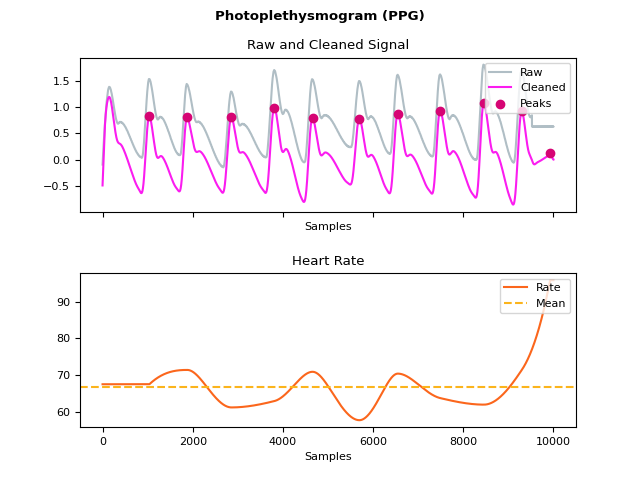 Photoplethysmogram (PPG)
Raw and Cleaned Signal
1.5
1.0
0.5
0.0
−0.5
Raw
Cleaned
Peaks
Samples
Heart Rate
90
80
70
60
Rate
Mean
0 2000 4000 6000 8000 10000
Samples